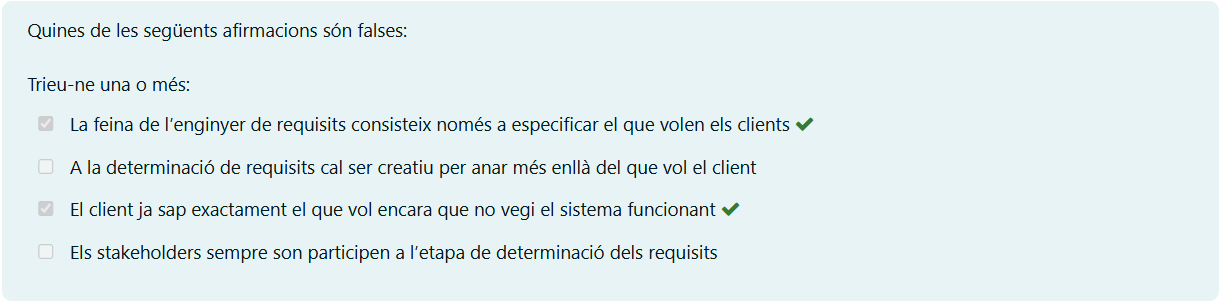 Quines de les següents afirmacions són falses:
Trieu-ne una o més:
La feina de l'enginyer de requisits consisteix només a especificar el que volen els clients
A la determinació de requisits cal ser creatiu per anar més enllà del que vol el client
El client ja sap exactament el que vol encara que no vegi el sistema funcionant
Els stakeholders sempre son participen a l'etapa de determinació dels requisits